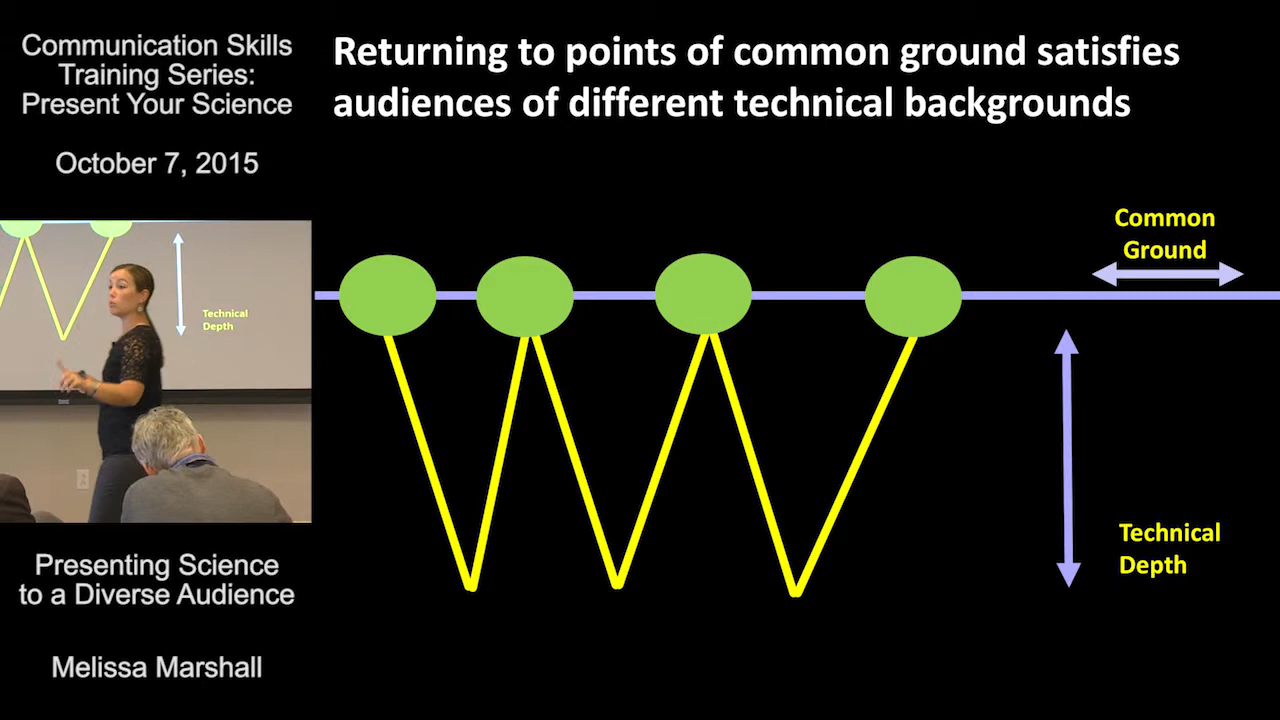 Communication Skills
Training Series:
Present Your Science
October 7, 2015
Returning to points of common ground satisfies
audiences of different technical backgrounds
Common
Ground
Technical
Depth
Technical
Depth
Presenting Science
to a Diverse Audience
Melissa Marshall